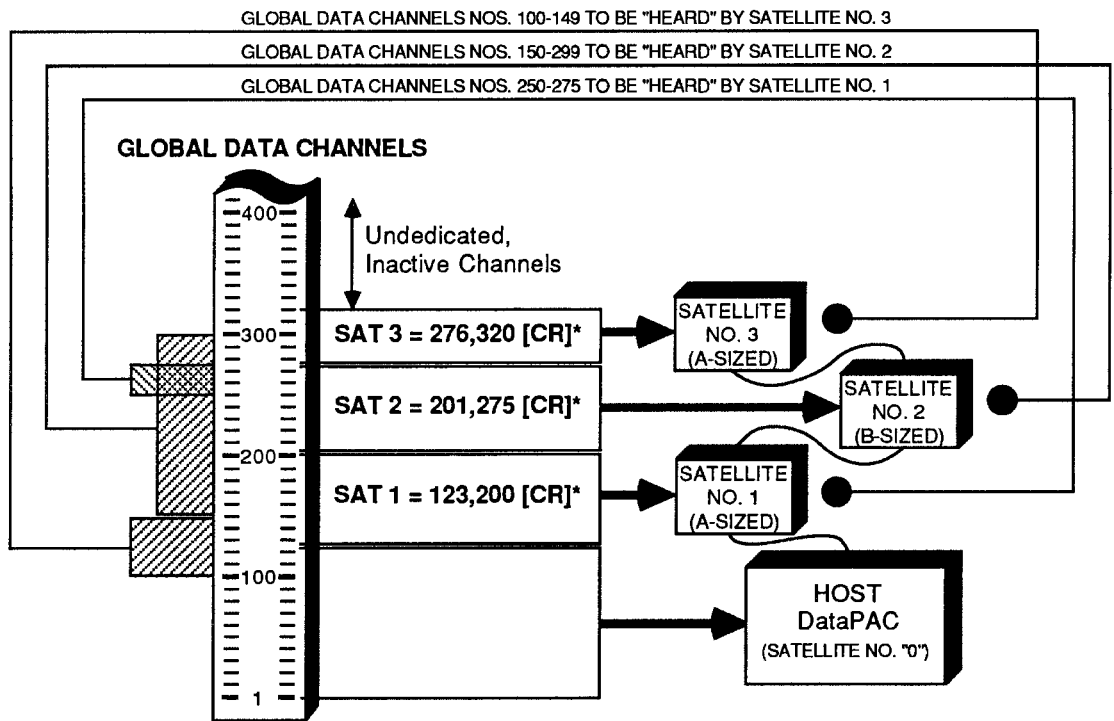 GLOBAL DATA CHANNELS NOS. 100-149 TO BE "HEARD" BY SATELLITE NO. 3
GLOBAL DATA CHANNELS NOS. 150-299 TO BE "HEARD" BY SATELLITE NO. 2
GLOBAL DATA CHANNELS NOS. 250-275 TO BE "HEARD" BY SATELLITE NO. 1
GLOBAL DATA CHANNELS
400
Undedicated,
Inactive Channels
300
SAT 3 = 276,320 [CR]*
SATELLITE
NO. 3
(A-SIZED)
SAT 2 = 201,275 [CR]*
SATELLITE
NO. 2
(B-SIZED)
200
SAT 1 = 123,200 [CR]*
SATELLITE
NO. 1
(A-SIZED)
100
HOST
DataPAC
(SATELLITE NO. "0")
1